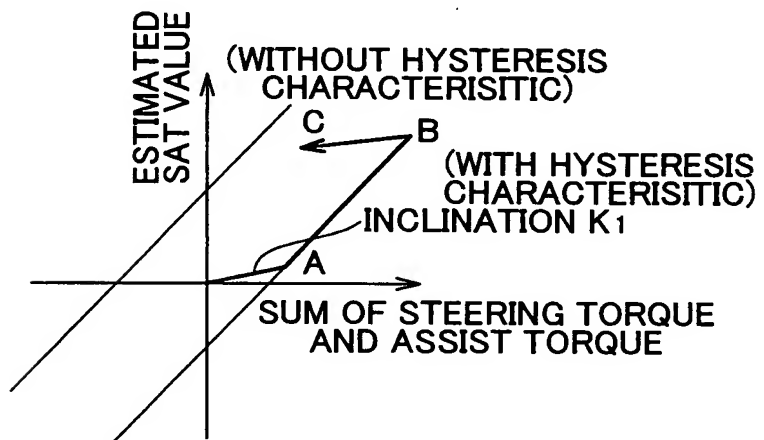 ESTIMATED
SAT VALUE
(WITHOUT HYSTERESIS
CHARACTERISITIC)
C
B
(WITH HYSTERESIS
CHARACTERISITIC)
INCLINATION K1
A
SUM OF STEERING TORQUE
AND ASSIST TORQUE